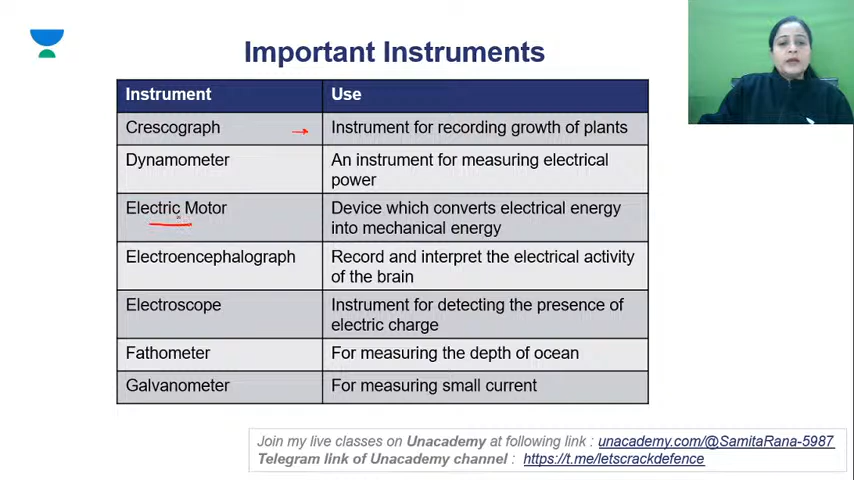 Important Instruments
Instrument Use
Crescograph Instrument for recording growth of plants
Dynamometer An instrument for measuring electrical
power
Electric Motor Device which converts electrical energy
into mechanical energy
Electroencephalograph Record and interpret the electrical activity
of the brain
Electroscope Instrument for detecting the presence of
electric charge
Fathometer For measuring the depth of ocean
Galvanometer For measuring small current
Join my live classes on Unacademy at following link : unacademy.com/@SamitaRana-5987
Telegram link of Unacademy channel : https://t.me/letscrackdefence